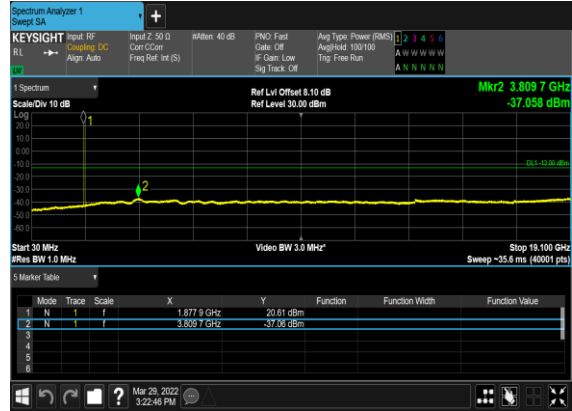 Spectrum Analyzer 1
Swept SA
KEYSIGHT Input: RF Input Z: 50 Ω #Atten: 40 dB PNO: Fast Avg Type: Power (RMS) 1 2 3 4 5 6
RL Coupling: DC Corr CCorr Gate: Off Avg|Hold: 100/100 A W W W W W
Align: Auto Freq Ref: Int (S) IF Gain: Low Trig: Free Run
Sig Track: Off A N N N N N
LW
1 Spectrum Ref Lvl Offset 8.10 dB Mkr2 3.809 7 GHz
Scale/Div 10 dB Ref Level 30.00 dBm -37.058 dBm
Log
20.0
10.0
0.00
-10.0
DL1 -13.00 dBm
-20.0
-30.0
-40.0
-50.0
-60.0
1
2
Start 30 MHz Video BW 3.0 MHz* Stop 19.100 GHz
#Res BW 1.0 MHz Sweep ~35.6 ms (40001 pts)
5 Marker Table
Mode Trace Scale X Y Function Function Width Function Value
1 N 1 f 1.877 9 GHz 20.61 dBm
2 N 1 f 3.809 7 GHz -37.06 dBm
3
4
5
6
? Mar 29, 2022
3:22:46 PM